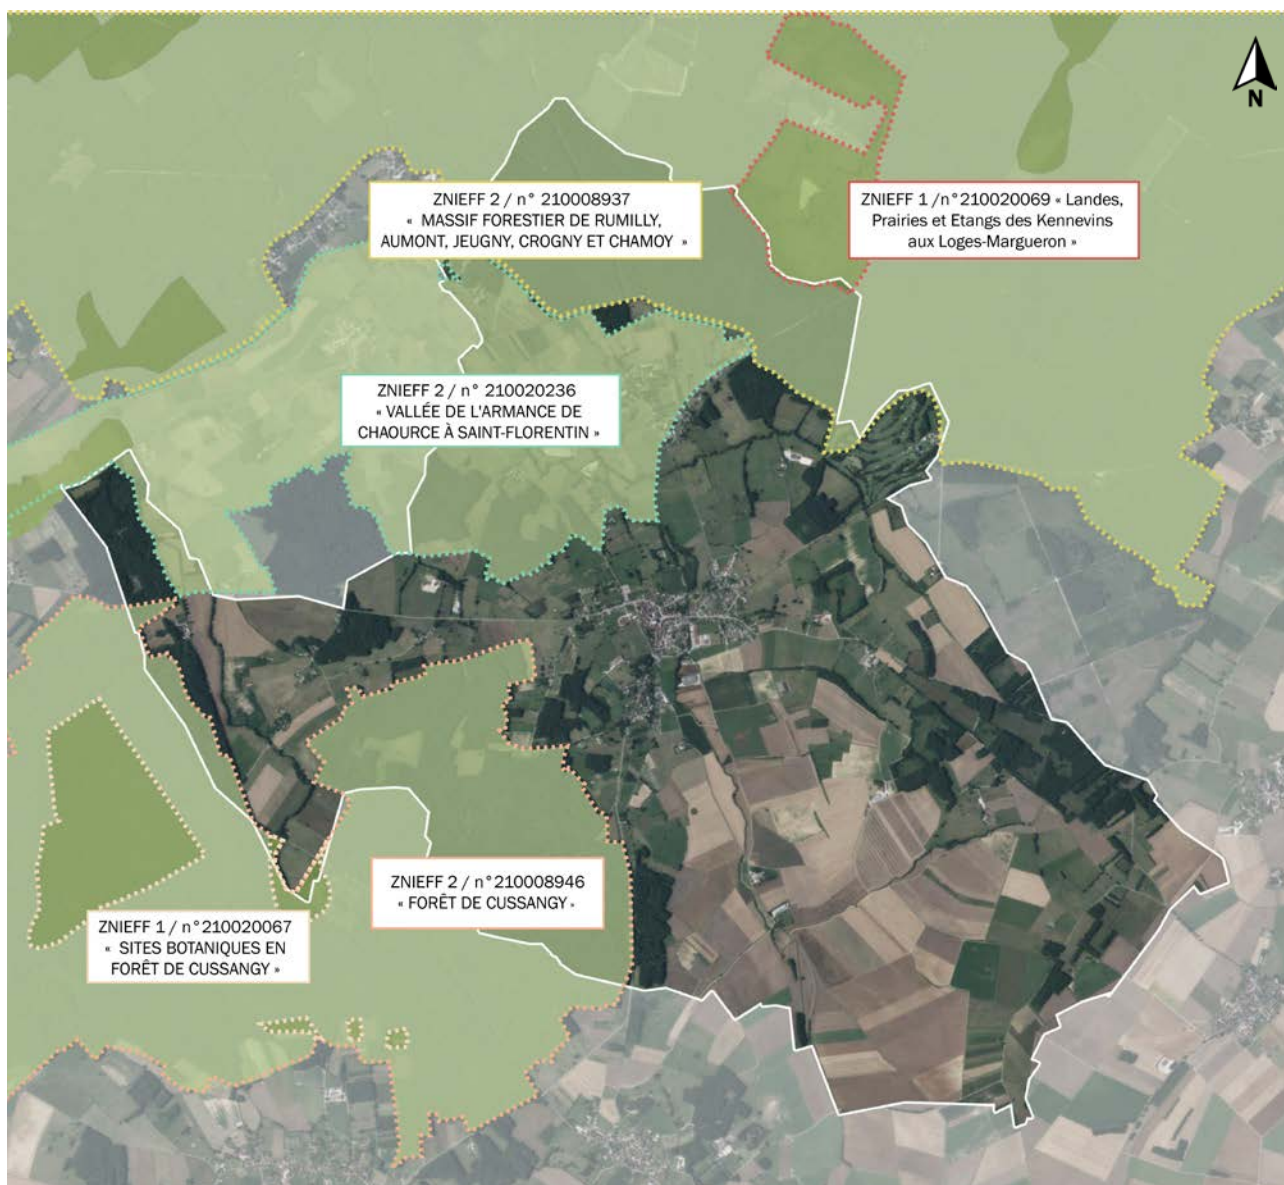 N
ZNIEFF 2 / n° 210008937
« MASSIF FORESTIER DE RUMILLY,
AUMONT, JEUGNY, CROGNY ET CHAMOY »
ZNIEFF 1 /n°210020069 « Landes,
Prairies et Etangs des Kennevins
aux Loges-Margueron »
ZNIEFF 2 / n° 210020236
« VALLÉE DE L'ARMANCE DE
CHAOURCE À SAINT-FLORENTIN »
ZNIEFF 2 / n°210008946
« FORÊT DE CUSSANGY »
ZNIEFF 1 / n°210020067
« SITES BOTANIQUES EN
FORÊT DE CUSSANGY »